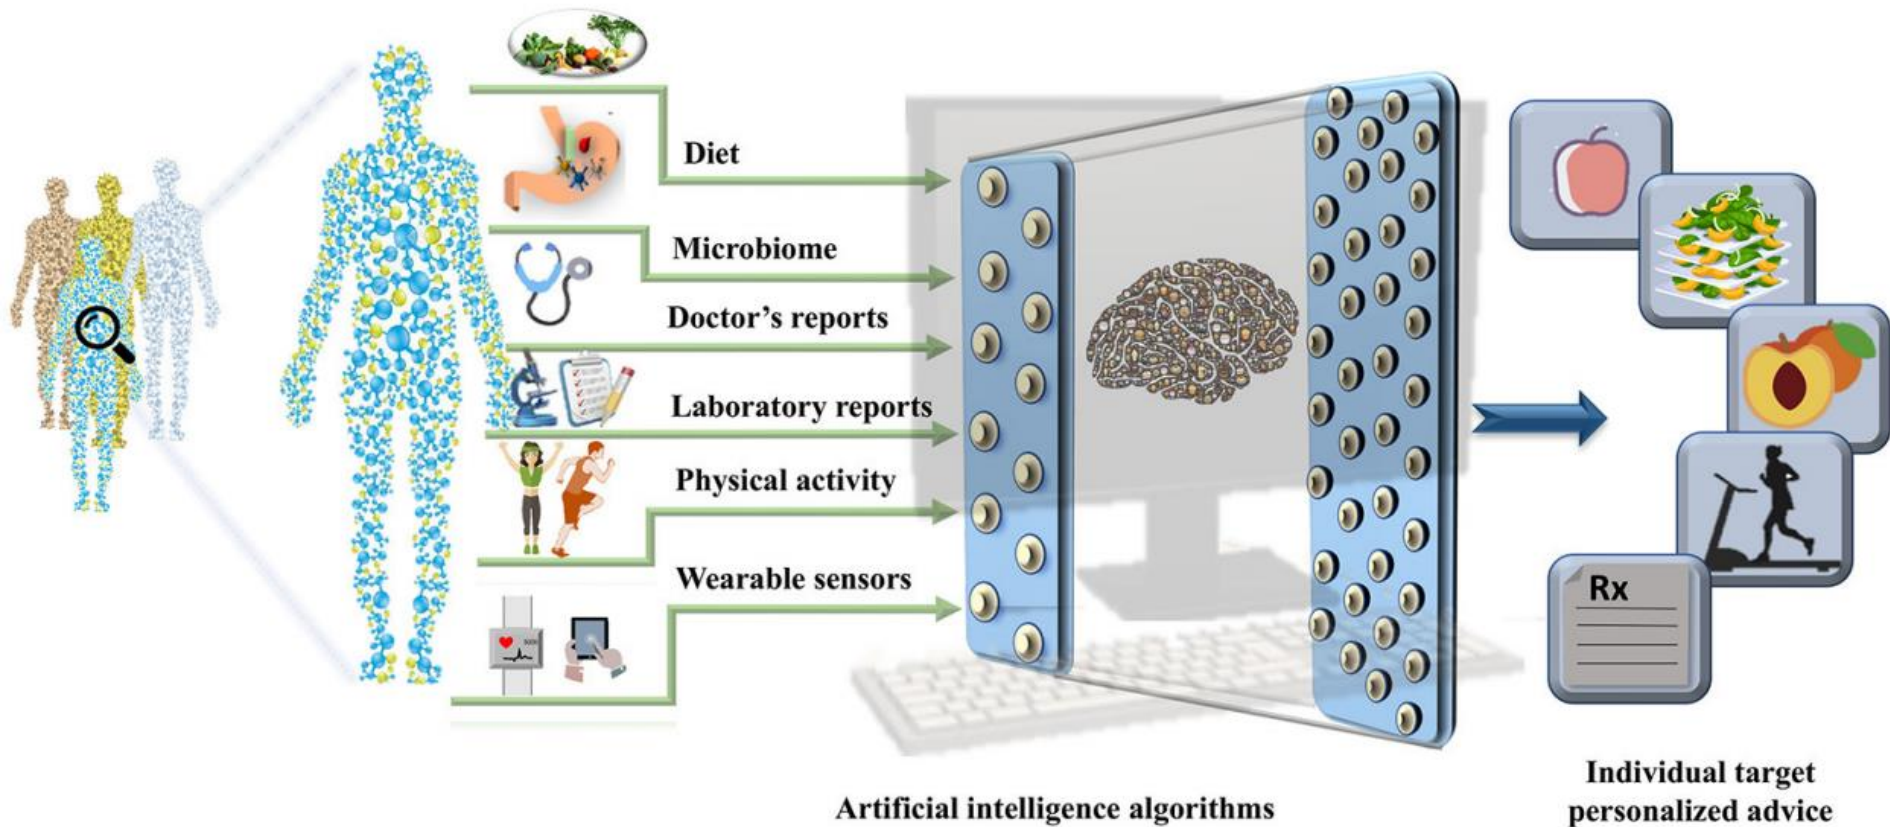 Diet
Microbiome
Doctor’s reports
Laboratory reports
Physical activity
Wearable sensors
Rx
Artificial intelligence algorithms
Individual target
personalized advice